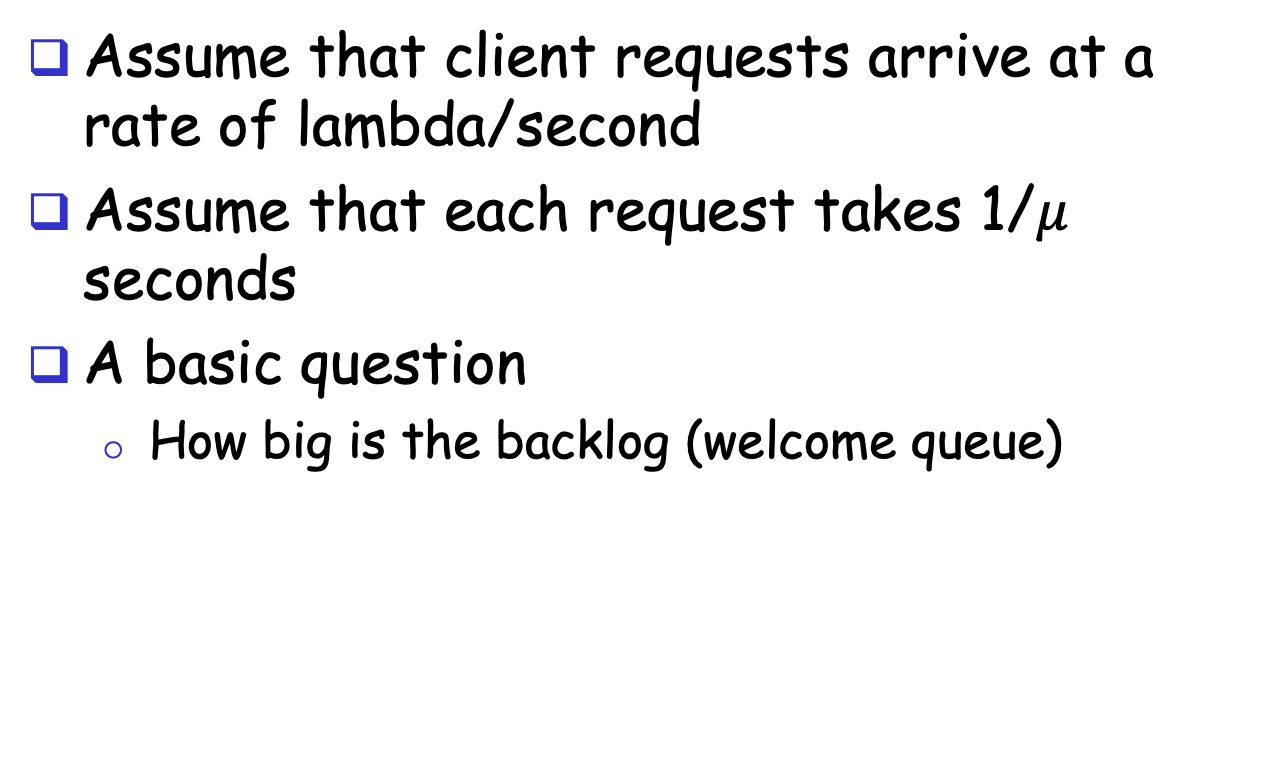 ❑ Assume that client requests arrive at a
rate of lambda/second
❑ Assume that each request takes 1/μ
seconds
❑ A basic question
○ How big is the backlog (welcome queue)